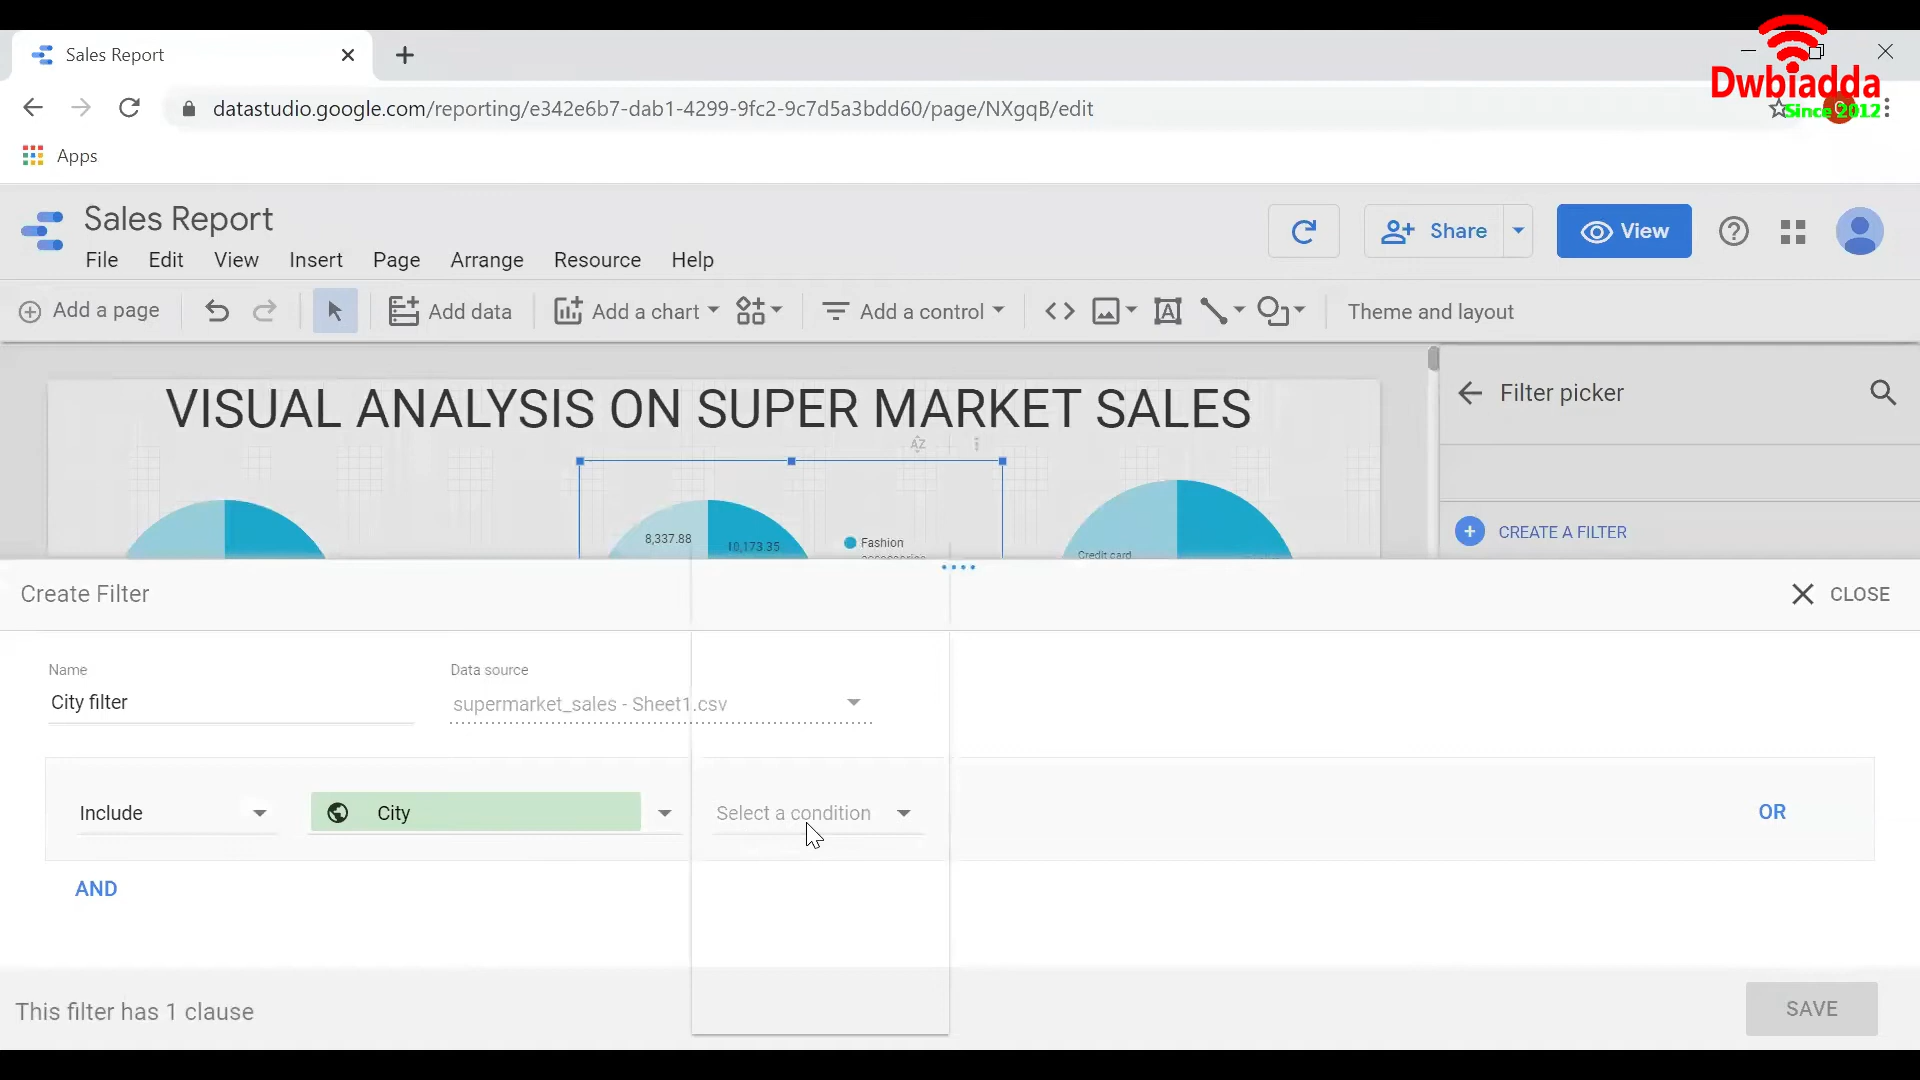 Sales Report
Dwbiadda
Since 2012
datastudio.google.com/reporting/e342e6b7-dab1-4299-9fc2-9c7d5a3bdd60/page/NXgqB/edit
Apps
Sales Report
File Edit View Insert Page Arrange Resource Help
Share
View
Add a page
Add data
Add a chart
Add a control
Theme and layout
VISUAL ANALYSIS ON SUPER MARKET SALES
AZ
Filter picker
8,337.88
10,173.35
Fashion
accessories
Credit card
CREATE A FILTER
Create Filter
CLOSE
Name
Data source
City filter
supermarket_sales - Sheet1.csv
Include
City
Select a condition
OR
AND
This filter has 1 clause
SAVE